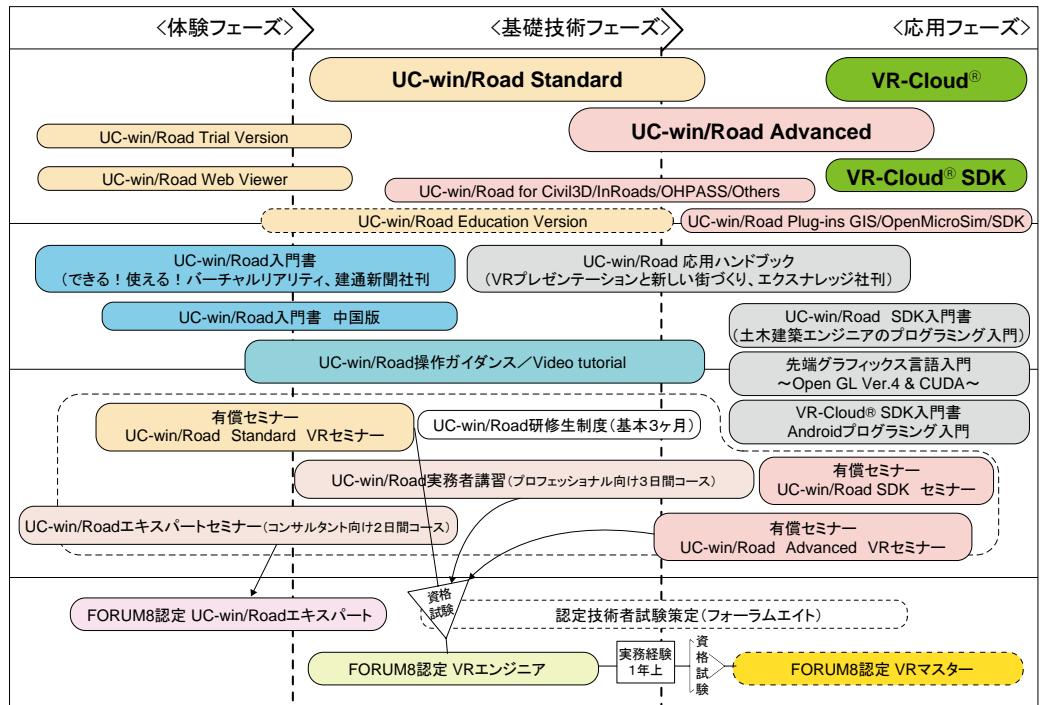 <体験フェーズ>
<基礎技術フェーズ>
<応用フェーズ>
UC-win/Road Standard
VR-Cloud®
UC-win/Road Trial Version
UC-win/Road Advanced
UC-win/Road Web Viewer
VR-Cloud® SDK
UC-win/Road for Civil3D/InRoads/OHPASS/Others
UC-win/Road Education Version
UC-win/Road Plug-ins GIS/OpenMicroSim/SDK
UC-win/Road入門書
(できる！使える！バーチャルリアリティ、建通新聞社刊)
UC-win/Road 応用ハンドブック
(VRプレゼンテーションと新しい街づくり、エクスナレッジ社刊)
UC-win/Road入門書 中国版
UC-win/Road SDK入門書
(土木建築エンジニアのプログラミング入門)
UC-win/Road操作ガイダンス／Video tutorial
先端グラフィックス言語入門
～Open GL Ver.4 & CUDA～
有償セミナー
UC-win/Road Standard VRセミナー
UC-win/Road研修生制度(基本3ヶ月)
VR-Cloud® SDK入門書
Androidプログラミング入門
UC-win/Road実務者講習(プロフェッショナル向け3日間コース)
有償セミナー
UC-win/Road SDK セミナー
UC-win/Roadエキスパートセミナー(コンサルタント向け2日間コース)
有償セミナー
UC-win/Road Advanced VRセミナー
資格
試験
FORUM8認定 UC-win/Roadエキスパート
認定技術者試験策定(フォーラムエイト)
FORUM8認定 VRエンジニア
実務経験
1年上
資格試験
FORUM8認定 VRマスター